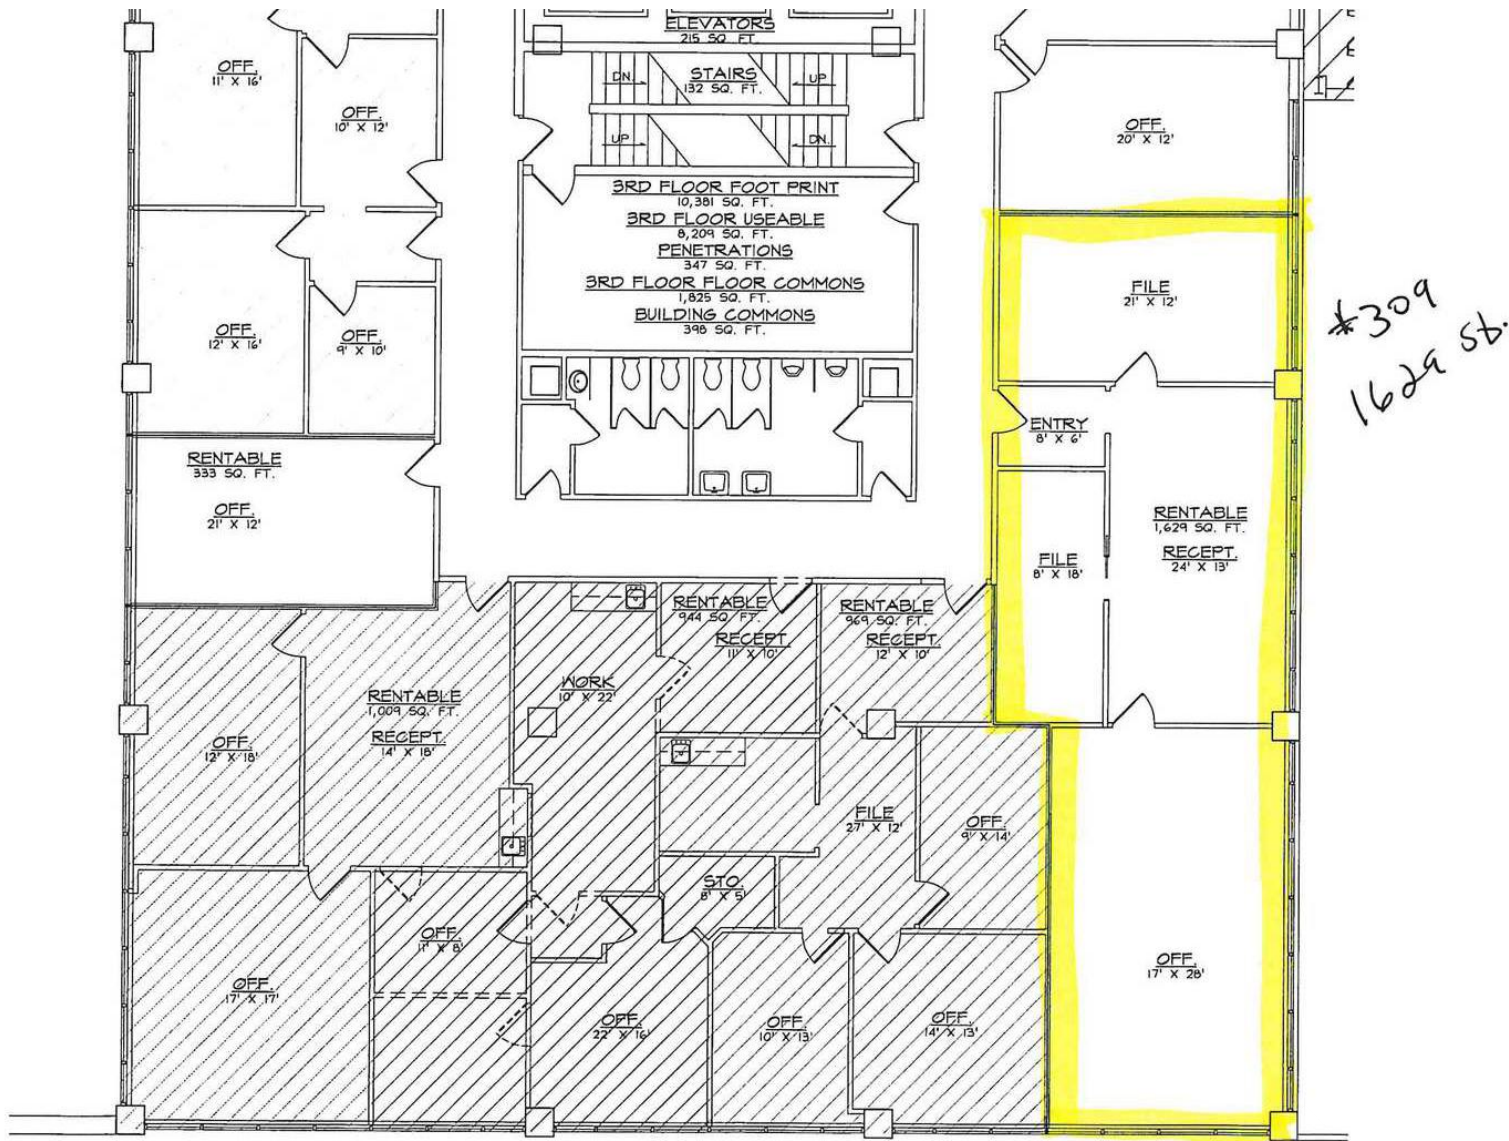 ELEVATORS
215 SQ. FT.
DN.
STAIRS
132 SQ. FT.
UP
UP
DN.
OFF.
11' X 16'
OFF.
10' X 12'
OFF.
20' X 12'
3RD FLOOR FOOT PRINT
10,381 SQ. FT.
3RD FLOOR USEABLE
8,209 SQ. FT.
PENETRATIONS
347 SQ. FT.
3RD FLOOR FLOOR COMMONS
1,825 SQ. FT.
BUILDING COMMONS
398 SQ. FT.
FILE
21' X 12'
#309
1629 sf.
OFF.
12' X 16'
OFF.
9' X 10'
ENTRY
8' X 6'
RENTABLE
333 SQ. FT.
OFF.
21' X 12'
RENTABLE
1,629 SQ. FT.
RECEPT.
24' X 13'
FILE
8' X 18'
RENTABLE
944 SQ. FT.
RECEPT.
11' X 10'
RENTABLE
969 SQ. FT.
RECEPT.
12' X 10'
WORK
10' X 22'
RENTABLE
1,009 SQ. FT.
RECEPT.
14' X 18'
OFF.
12' X 18'
FILE
27' X 12'
OFF.
9' X 14'
STO.
8' X 5'
OFF.
11' X 8'
OFF.
17' X 28'
OFF.
17' X 17'
OFF.
22' X 16'
OFF.
10' X 13'
OFF.
14' X 13'